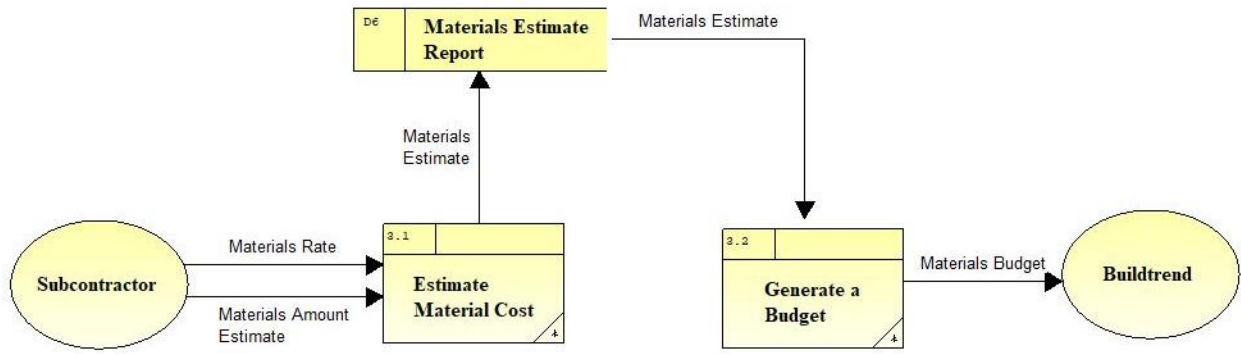 D6
Materials Estimate
Report
Materials Estimate
Materials
Estimate
Subcontractor
Materials Rate
Materials Amount
Estimate
3.1
Estimate
Material Cost
3.2
Generate a
Budget
Materials Budget
Buildtrend